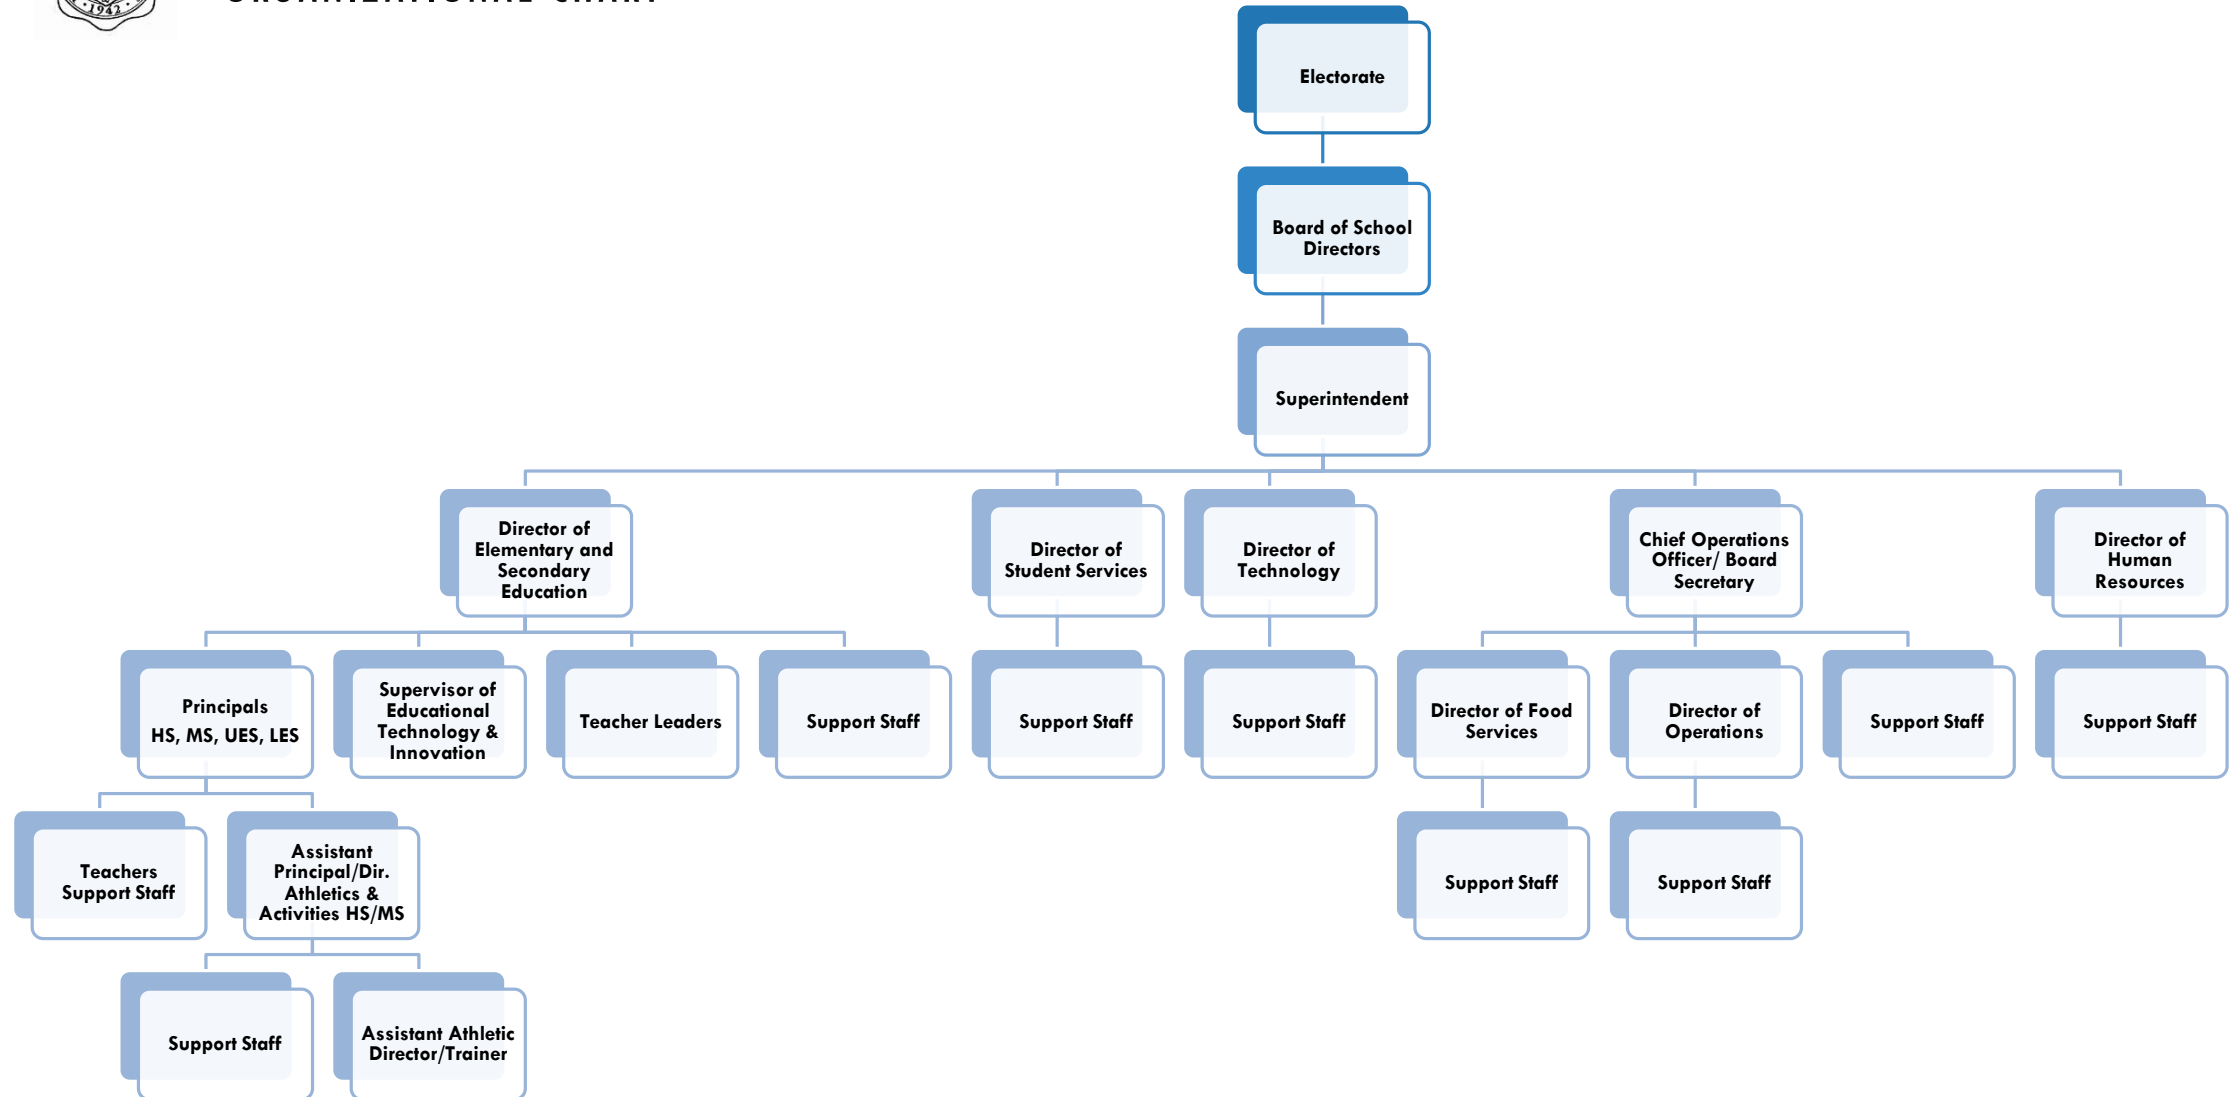 1942
ORGANIZATIONAL CHART
Electorate
Board of School
Directors
Superintendent
Director of
Elementary and
Secondary
Education
Director of
Student Services
Director of
Technology
Chief Operations
Officer/ Board
Secretary
Director of
Human
Resources
Principals
HS, MS, UES, LES
Supervisor of
Educational
Technology &
Innovation
Teacher Leaders
Support Staff
Support Staff
Support Staff
Director of Food
Services
Director of
Operations
Support Staff
Support Staff
Teachers
Support Staff
Assistant
Principal/Dir.
Athletics &
Activities HS/MS
Support Staff
Support Staff
Support Staff
Assistant Athletic
Director/Trainer